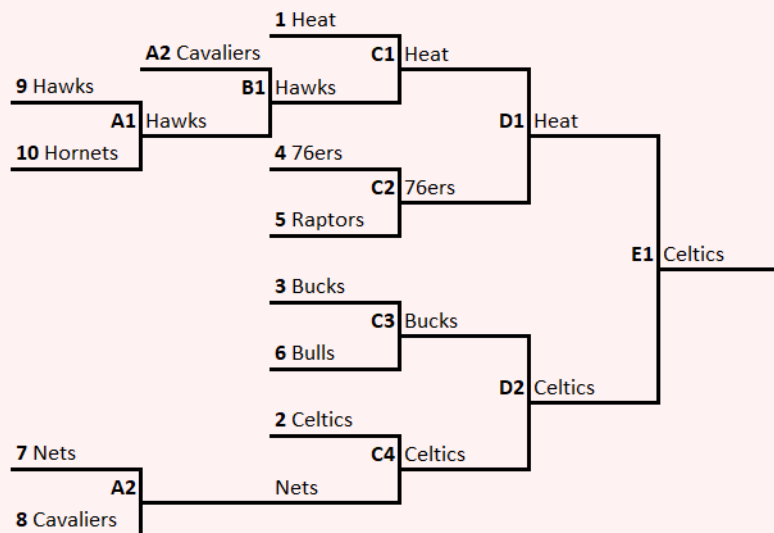 1 Heat
A2 Cavaliers
C1 Heat
9 Hawks
B1 Hawks
A1 Hawks
D1 Heat
10 Hornets
4 76ers
C2 76ers
5 Raptors
E1 Celtics
3 Bucks
C3 Bucks
6 Bulls
D2 Celtics
2 Celtics
7 Nets
C4 Celtics
A2 Nets
8 Cavaliers